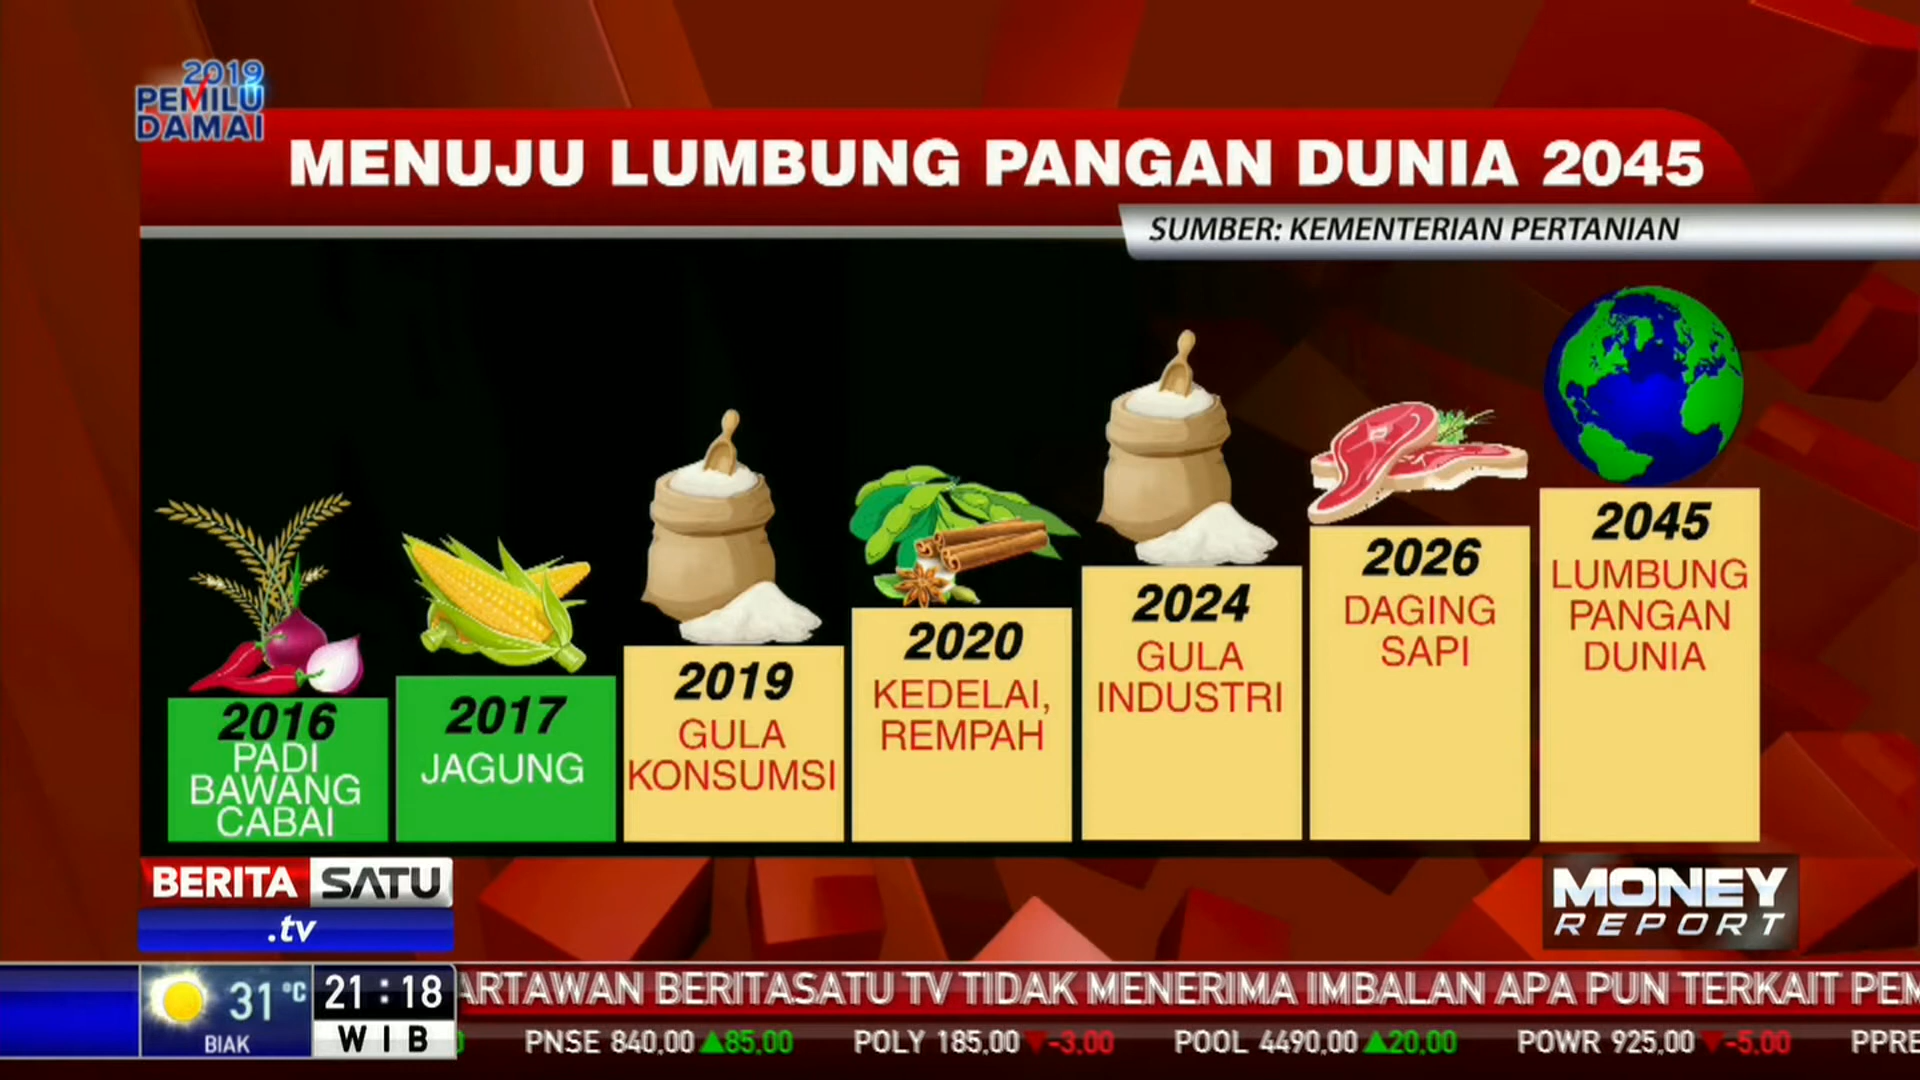 2019
PEMILU
DAMAI
MENUJU LUMBUNG PANGAN DUNIA 2045
SUMBER: KEMENTERIAN PERTANIAN
2016
PADI
BAWANG
CABAI
2017
JAGUNG
2019
GULA
KONSUMSI
2020
KEDELAI,
REMPAH
2024
GULA
INDUSTRI
2026
DAGING
SAPI
2045
LUMBUNG
PANGAN
DUNIA
BERITA SATU
.tv
MONEY
REPORT
31°C
BIAK
21:18
WIB
ARTAWAN BERITASATU TV TIDAK MENERIMA IMBALAN APA PUN TERKAIT PEM
PNSE 840,00 ▲85,00 POLY 185,00 ▼-3,00 POOL 4490,00 ▲20,00 POWR 925,00 ▼-5,00 PPRE